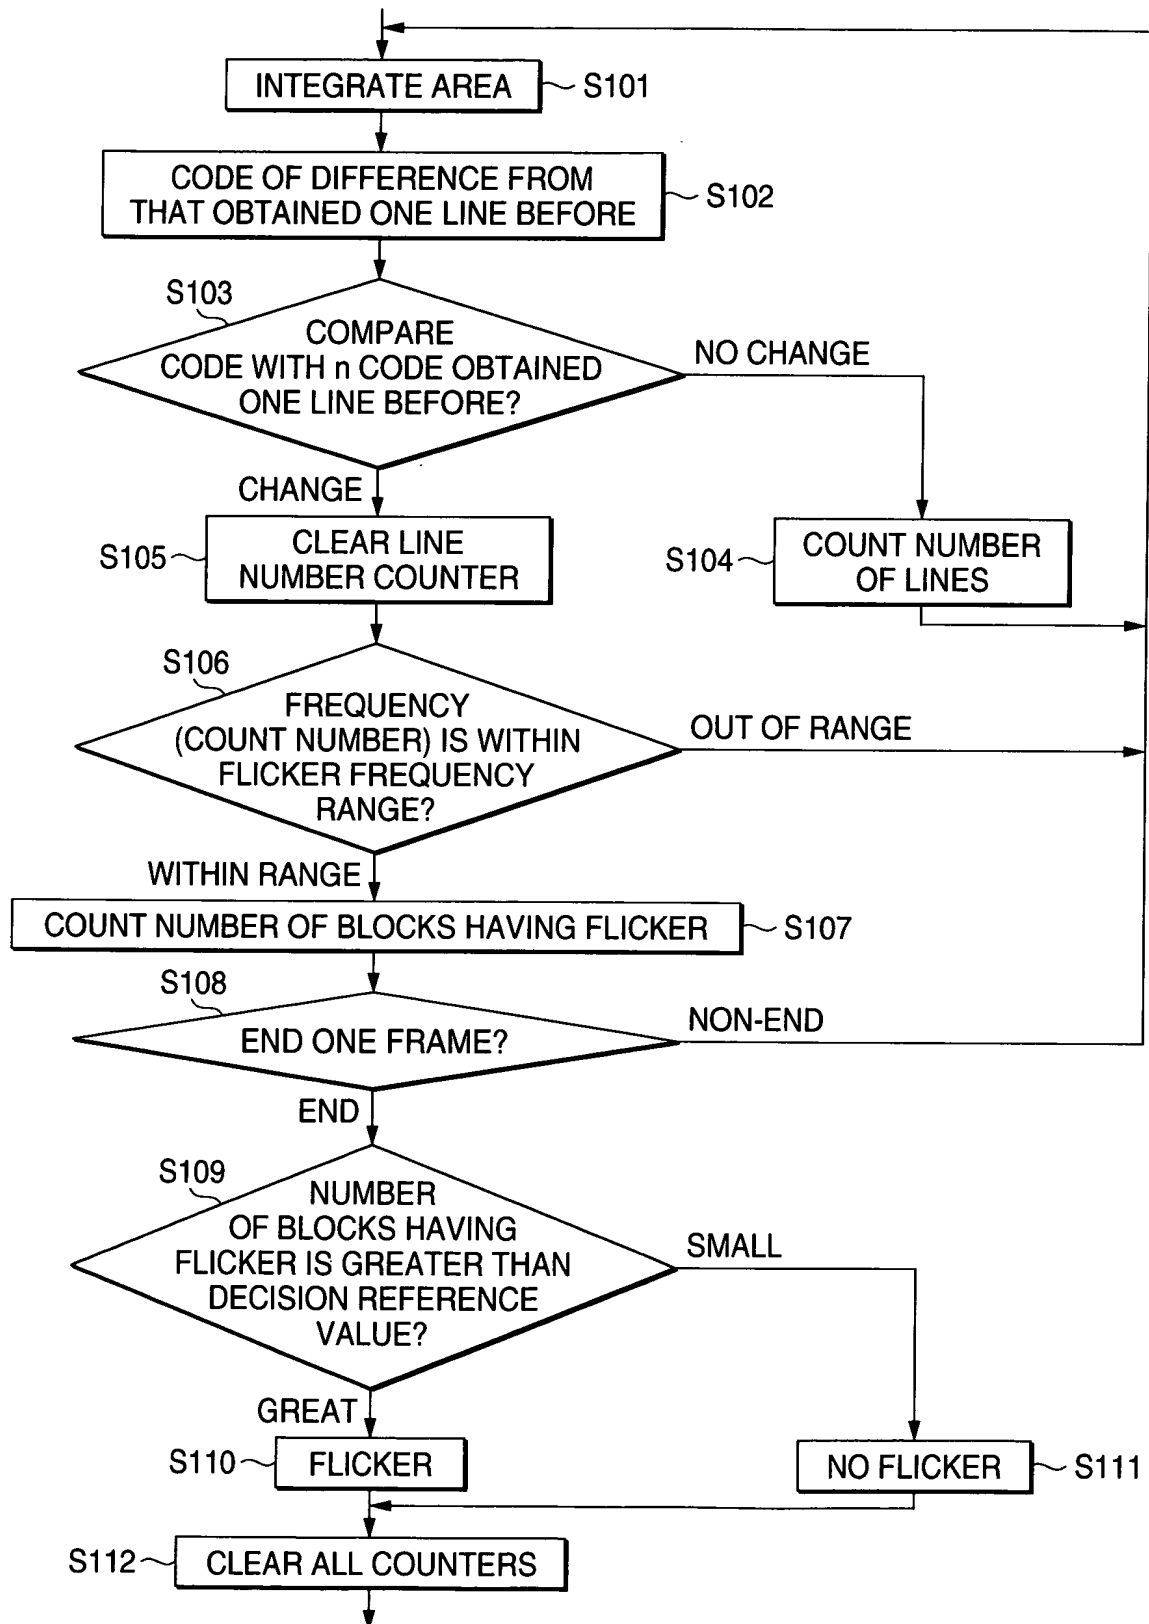 INTEGRATE AREA
S101
CODE OF DIFFERENCE FROM
THAT OBTAINED ONE LINE BEFORE
S102
S103
COMPARE
CODE WITH n CODE OBTAINED
ONE LINE BEFORE?
NO CHANGE
CHANGE
S105
CLEAR LINE
NUMBER COUNTER
S104
COUNT NUMBER
OF LINES
S106
FREQUENCY
(COUNT NUMBER) IS WITHIN
FLICKER FREQUENCY
RANGE?
OUT OF RANGE
WITHIN RANGE
COUNT NUMBER OF BLOCKS HAVING FLICKER
S107
S108
END ONE FRAME?
NON-END
END
S109
NUMBER
OF BLOCKS HAVING
FLICKER IS GREATER THAN
DECISION REFERENCE
VALUE?
SMALL
GREAT
S110
FLICKER
NO FLICKER
S111
S112
CLEAR ALL COUNTERS